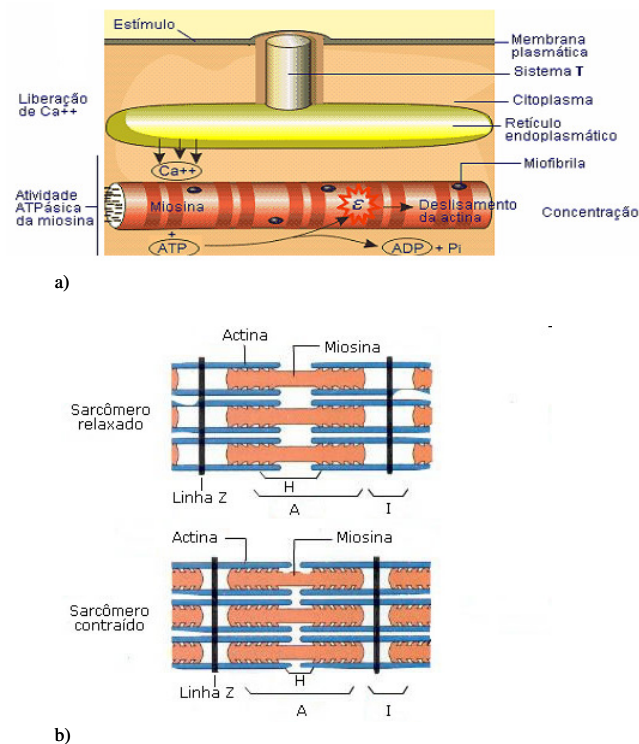 Estímulo
Membrana
plasmática
Sistema T
Liberação
de Ca++
Citoplasma
Retículo
endoplasmático
Ca++
Miofibrila
Atividade
ATPásica
da miosina
Miosina
ε
Deslisamento
da actina
Concentração
+
ATP
ADP + Pi
a)
Actina
Miosina
Sarcômero
relaxado
H
Linha Z
A
I
Actina
Miosina
Sarcômero
contraído
H
Linha Z
A
I
b)